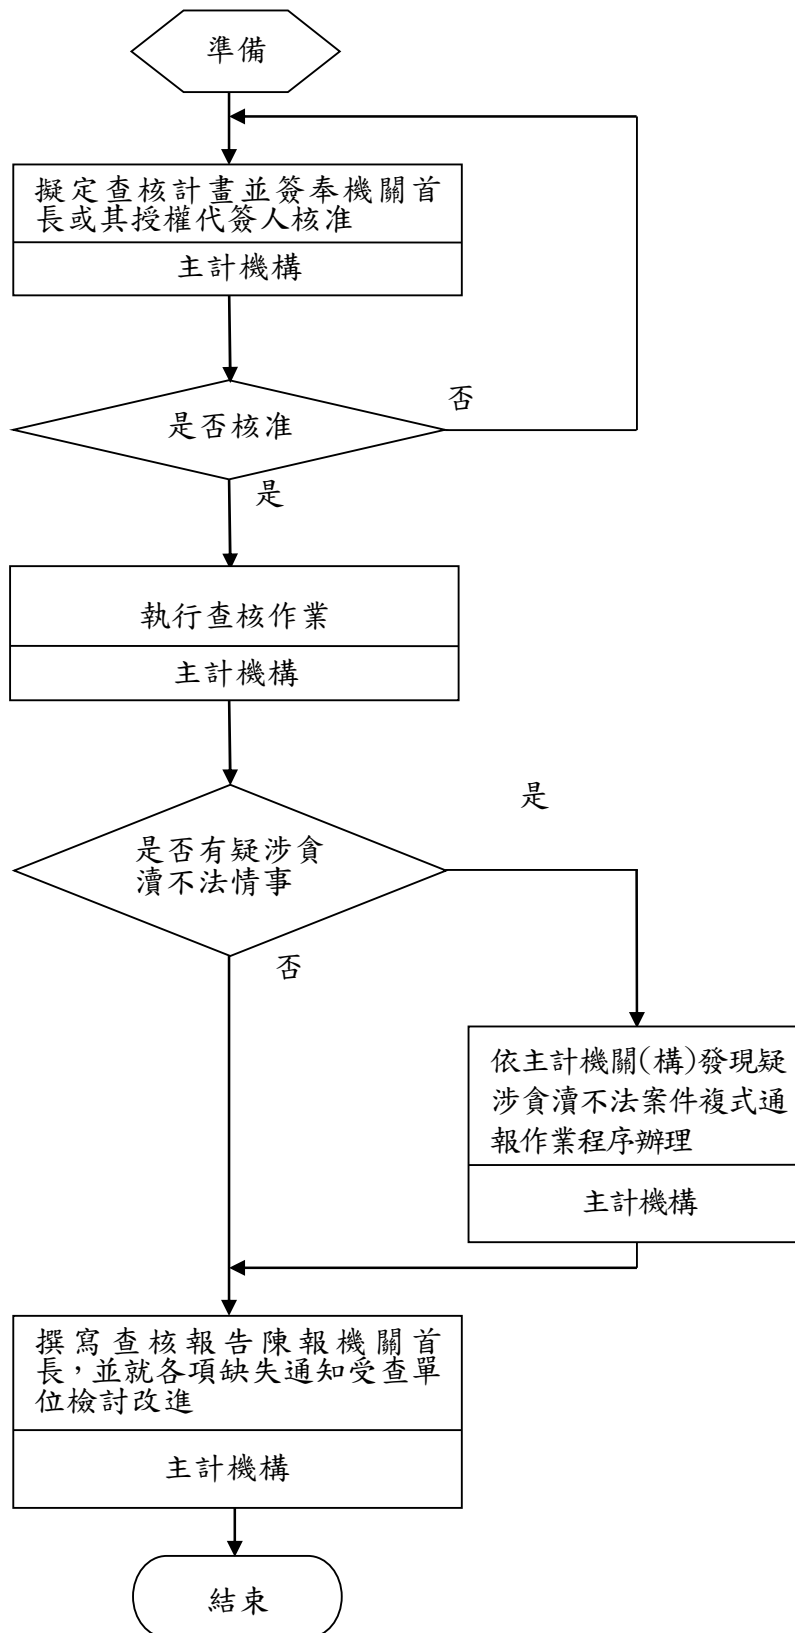 準備
擬定查核計畫並簽奉機關首
長或其授權代簽人核准
主計機構
是否核准
否
是
執行查核作業
主計機構
是否有疑涉貪
瀆不法情事
是
否
依主計機關(構)發現疑
涉貪瀆不法案件複式通
報作業程序辦理
主計機構
撰寫查核報告陳報機關首
長，並就各項缺失通知受查單
位檢討改進
主計機構
結束